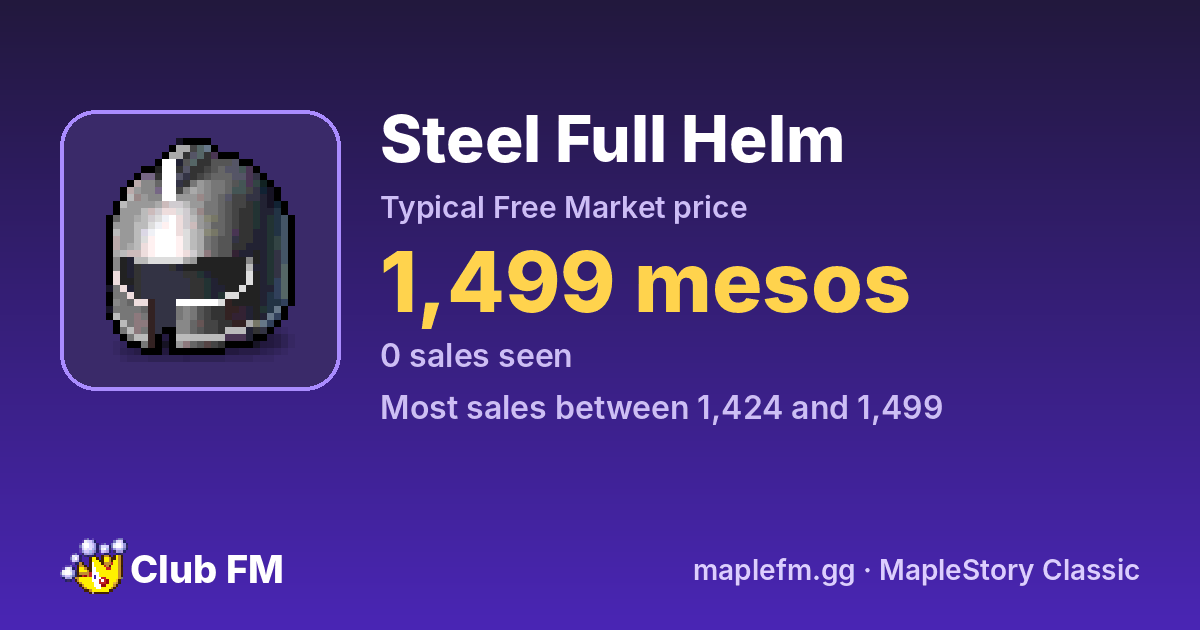 Steel Full Helm
Typical Free Market price
1,499 mesos
0 sales seen
Most sales between 1,424 and 1,499
Club FM
maplefm.gg · MapleStory Classic